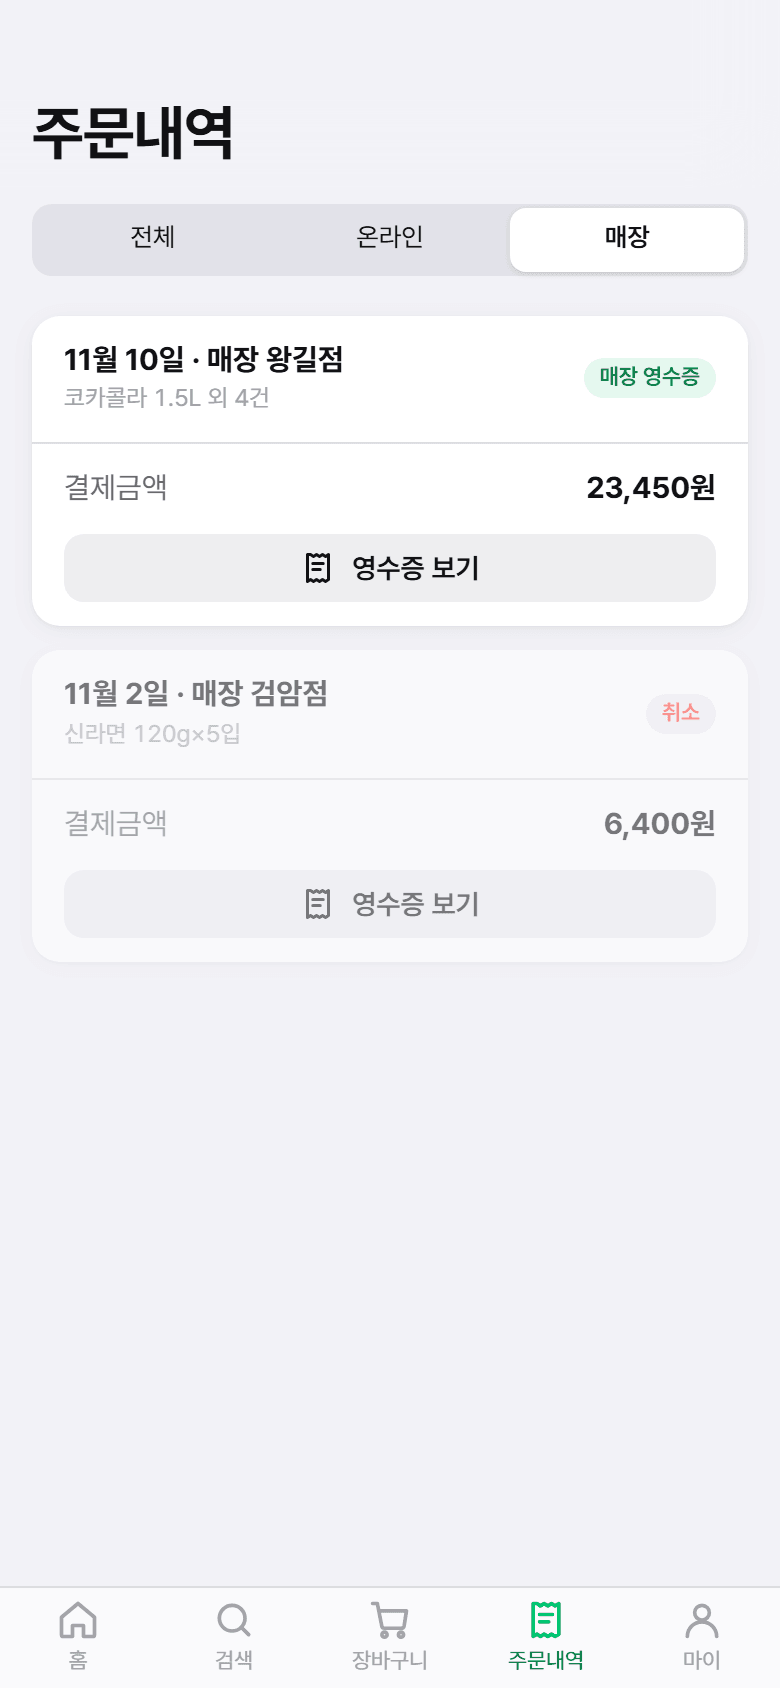 주문내역
전체
온라인
매장
11월 10일 · 매장 왕길점
코카콜라 1.5L 외 4건
매장 영수증
결제금액
23,450원
영수증 보기
11월 2일 · 매장 검암점
신라면 120g×5입
취소
결제금액
6,400원
영수증 보기
홈
검색
장바구니
주문내역
마이